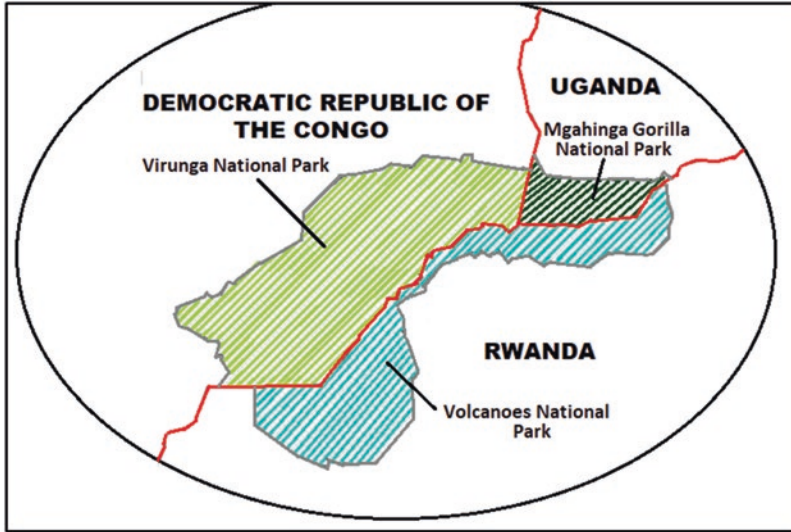 DEMOCRATIC REPUBLIC OF
THE CONGO
Virunga National Park
UGANDA
Mgahinga Gorilla
National Park
RWANDA
Volcanoes National
Park